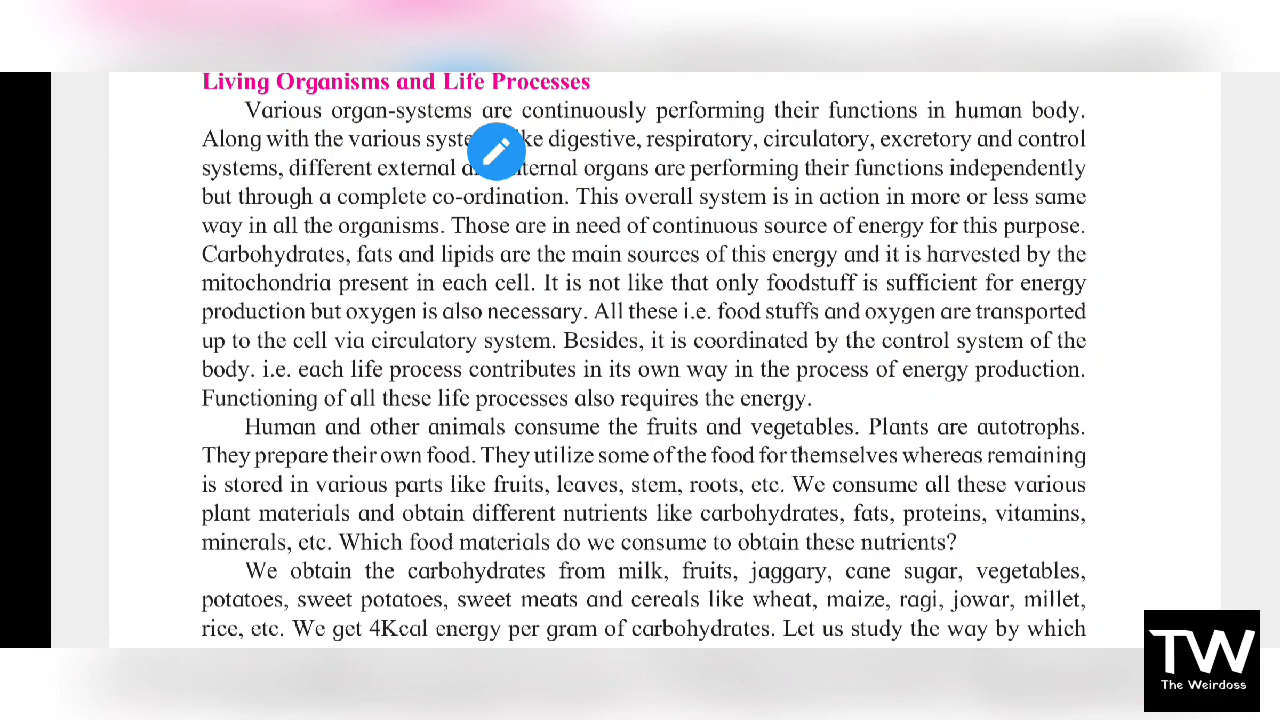 Living Organisms and Life Processes
Various organ-systems are continuously performing their functions in human body.
Along with the various syste ke digestive, respiratory, circulatory, excretory and control
systems, different external a ternal organs are performing their functions independently
but through a complete co-ordination. This overall system is in action in more or less same
way in all the organisms. Those are in need of continuous source of energy for this purpose.
Carbohydrates, fats and lipids are the main sources of this energy and it is harvested by the
mitochondria present in each cell. It is not like that only foodstuff is sufficient for energy
production but oxygen is also necessary. All these i.e. food stuffs and oxygen are transported
up to the cell via circulatory system. Besides, it is coordinated by the control system of the
body. i.e. each life process contributes in its own way in the process of energy production.
Functioning of all these life processes also requires the energy.
Human and other animals consume the fruits and vegetables. Plants are autotrophs.
They prepare their own food. They utilize some of the food for themselves whereas remaining
is stored in various parts like fruits, leaves, stem, roots, etc. We consume all these various
plant materials and obtain different nutrients like carbohydrates, fats, proteins, vitamins,
minerals, etc. Which food materials do we consume to obtain these nutrients?
We obtain the carbohydrates from milk, fruits, jaggary, cane sugar, vegetables,
potatoes, sweet potatoes, sweet meats and cereals like wheat, maize, ragi, jowar, millet,
rice, etc. We get 4Kcal energy per gram of carbohydrates. Let us study the way by which
TW
The Weirdoss